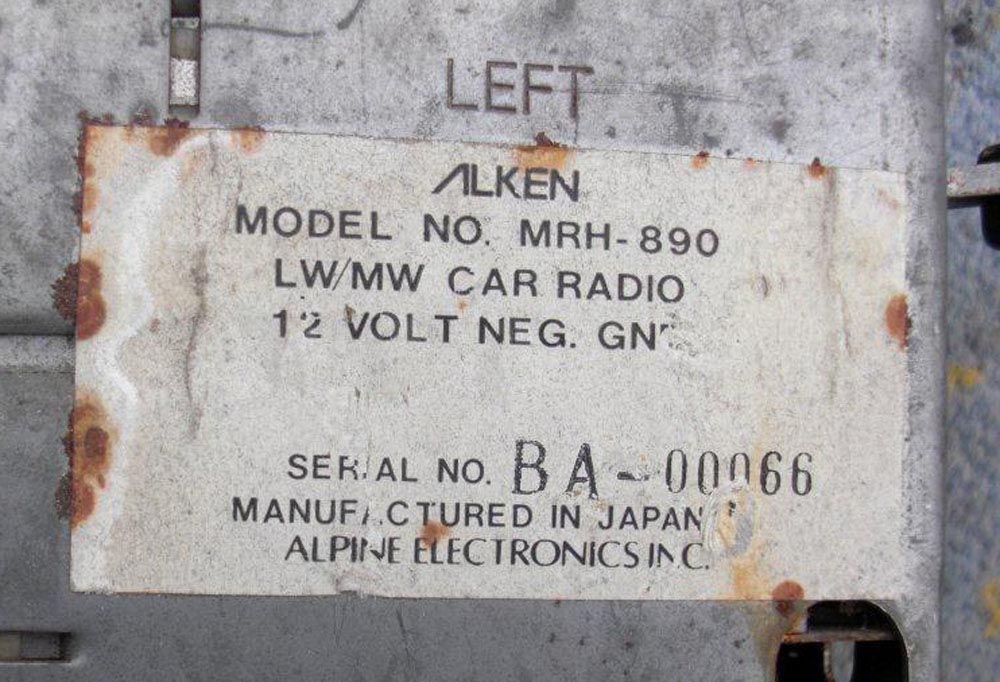 LEFT
ALKEN
MODEL NO. MRH-890
LW/MW CAR RADIO
12 VOLT NEG. GND
SERIAL NO. BA-00066
MANUFACTURED IN JAPAN
ALPINE ELECTRONICS INC.